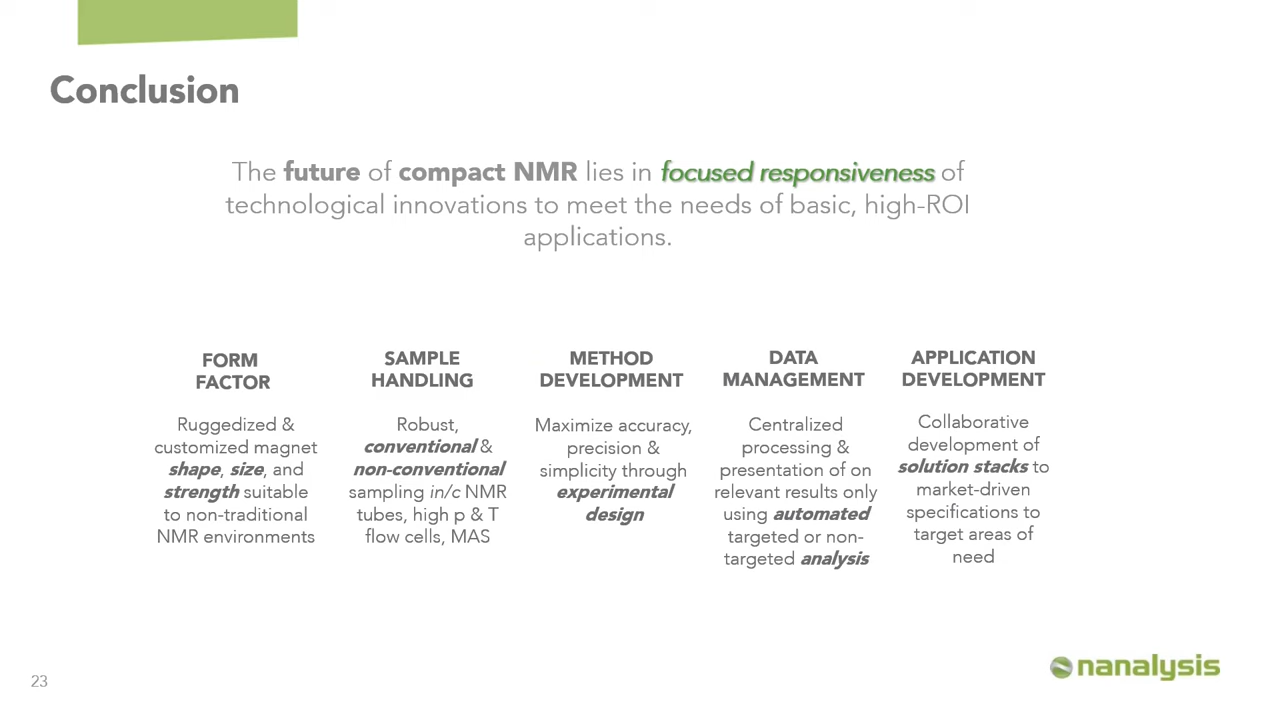 Conclusion
The future of compact NMR lies in focused responsiveness of
technological innovations to meet the needs of basic, high-ROI
applications.
FORM
FACTOR
Ruggedized &
customized magnet
shape, size, and
strength suitable
to non-traditional
NMR environments
SAMPLE
HANDLING
Robust,
conventional &
non-conventional
sampling in/c NMR
tubes, high p & T
flow cells, MAS
METHOD
DEVELOPMENT
Maximize accuracy,
precision &
simplicity through
experimental
design
DATA
MANAGEMENT
Centralized
processing &
presentation of on
relevant results only
using automated
targeted or non-
targeted analysis
APPLICATION
DEVELOPMENT
Collaborative
development of
solution stacks to
market-driven
specifications to
target areas of
need
23
nanalysis